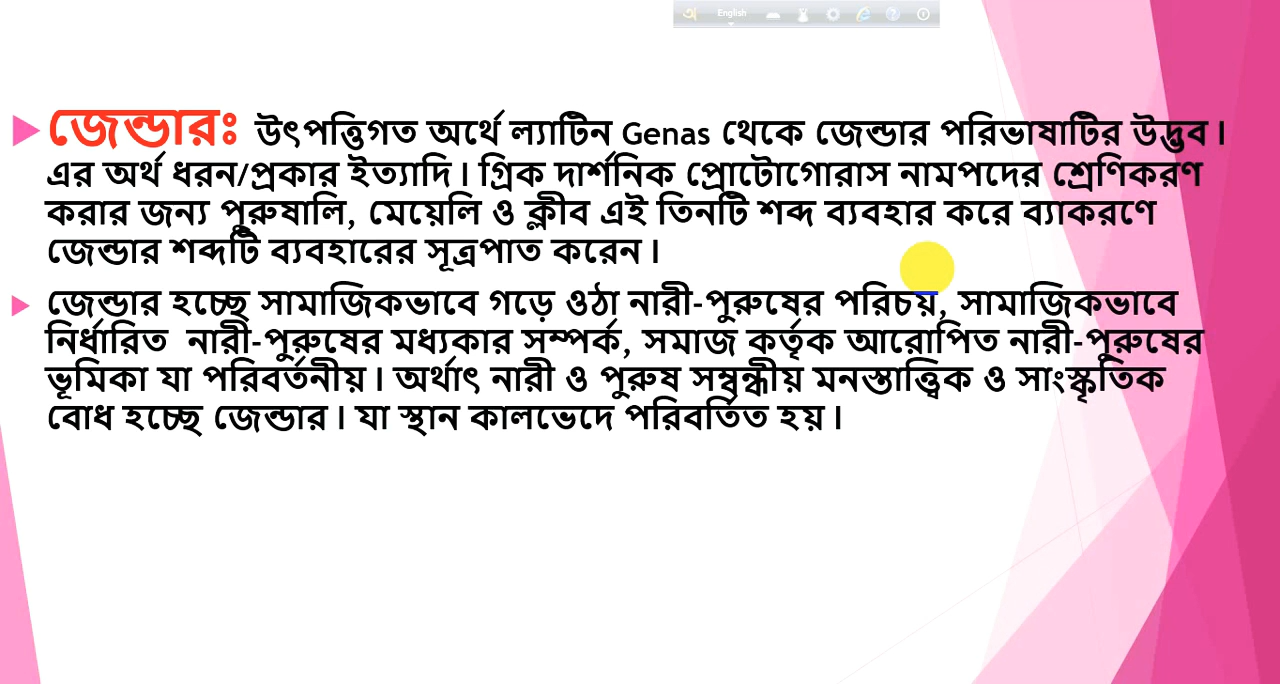 English
জেন্ডারঃ উৎপত্তিগত অর্থে ল্যাটিন Genas থেকে জেন্ডার পরিভাষাটির উদ্ভব।
এর অর্থ ধরন/প্রকার ইত্যাদি। গ্রিক দার্শনিক প্রোটোগোরাস নামপদের শ্রেণিকরণ
করার জন্য পুরুষালি, মেয়েলি ও ক্লীব এই তিনটি শব্দ ব্যবহার করে ব্যাকরণে
জেন্ডার শব্দটি ব্যবহারের সূত্রপাত করেন।
জেন্ডার হচ্ছে সামাজিকভাবে গড়ে ওঠা নারী-পুরুষের পরিচয়, সামাজিকভাবে
নির্ধারিত নারী-পুরুষের মধ্যকার সম্পর্ক, সমাজ কর্তৃক আরোপিত নারী-পুরুষের
ভূমিকা যা পরিবর্তনীয়। অর্থাৎ নারী ও পুরুষ সম্বন্ধীয় মনস্তাত্ত্বিক ও সাংস্কৃতিক
বোধ হচ্ছে জেন্ডার। যা স্থান কালভেদে পরিবর্তিত হয়।